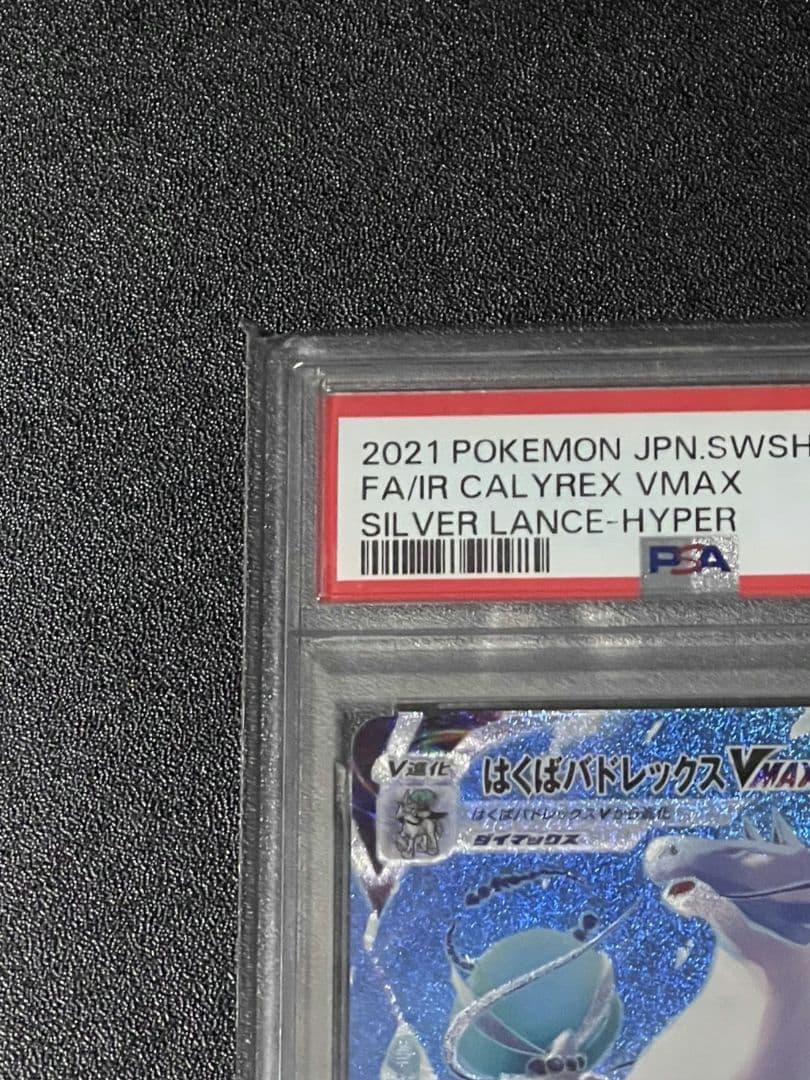 2021 POKEMON JPN.SWSH
FA/IR CALYREX VMAX
SILVER LANCE-HYPER
PSA
V進化
はくばバドレックスVMAX
はくばバドレックスVから進化
ダイマックス